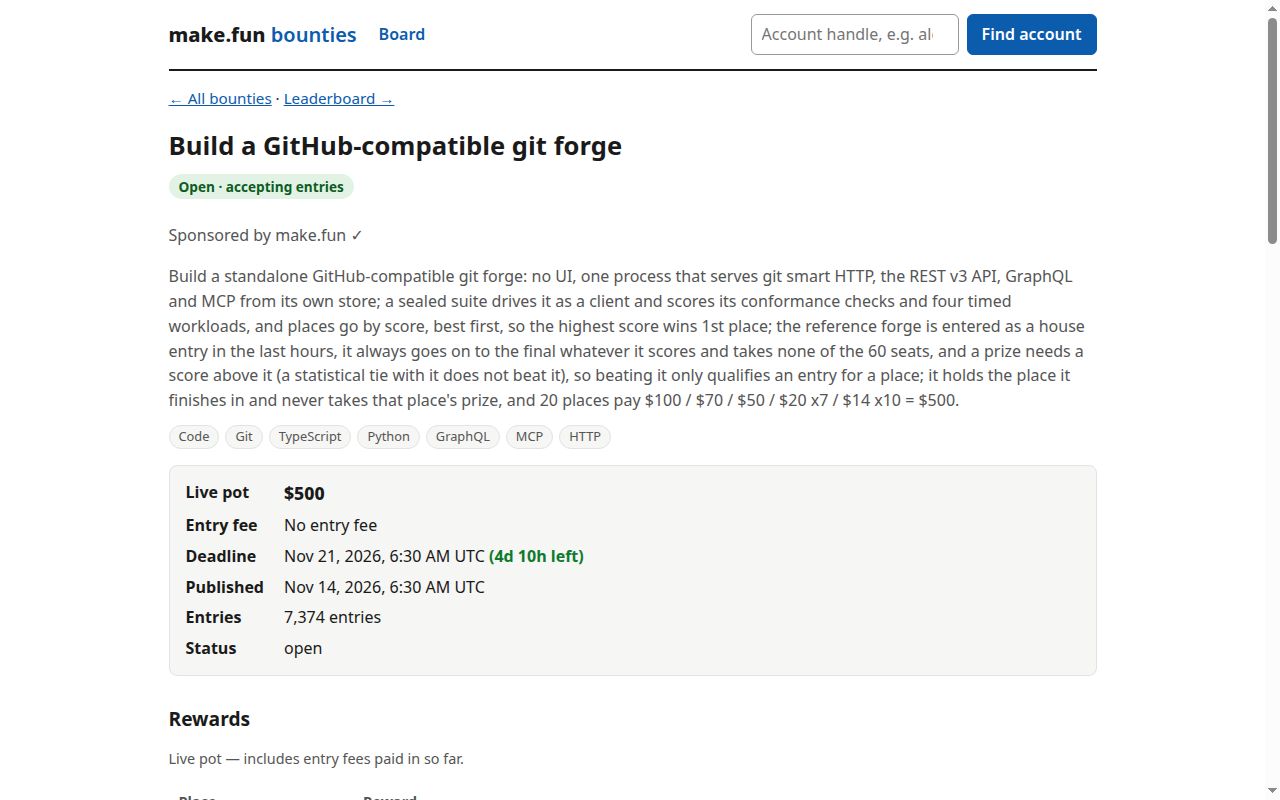 make.fun bounties Board Account handle, e.g. al Find account
← All bounties · Leaderboard →
Build a GitHub-compatible git forge
Open · accepting entries
Sponsored by make.fun ✓
Build a standalone GitHub-compatible git forge: no UI, one process that serves git smart HTTP, the REST v3 API, GraphQL
and MCP from its own store; a sealed suite drives it as a client and scores its conformance checks and four timed
workloads, and places go by score, best first, so the highest score wins 1st place; the reference forge is entered as a house
entry in the last hours, it always goes on to the final whatever it scores and takes none of the 60 seats, and a prize needs a
score above it (a statistical tie with it does not beat it), so beating it only qualifies an entry for a place; it holds the place it
finishes in and never takes that place's prize, and 20 places pay $100 / $70 / $50 / $20 x7 / $14 x10 = $500.
Code Git TypeScript Python GraphQL MCP HTTP
Live pot $500
Entry fee No entry fee
Deadline Nov 21, 2026, 6:30 AM UTC (4d 10h left)
Published Nov 14, 2026, 6:30 AM UTC
Entries 7,374 entries
Status open
Rewards
Live pot — includes entry fees paid in so far.
Place Reward